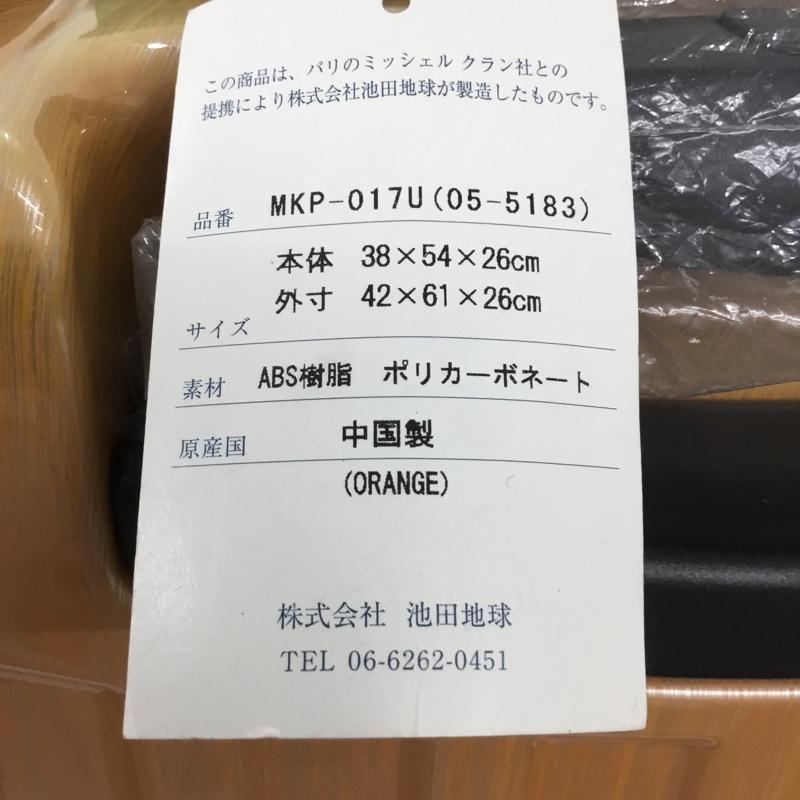 この商品は、パリのミッシェル クラン社との
提携により株式会社池田地球が製造したものです。
品番 MKP-017U(05-5183)
本体 38×54×26cm
外寸 42×61×26cm
サイズ
素材 ABS樹脂 ポリカーボネート
原産国 中国製
(ORANGE)
株式会社 池田地球
TEL 06-6262-0451